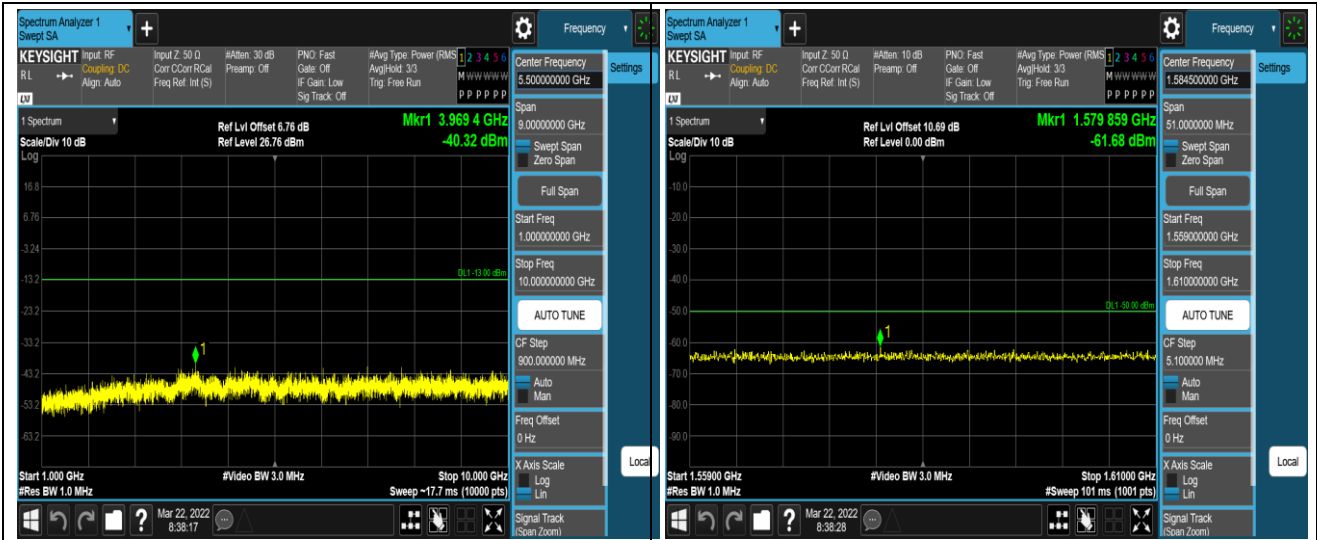 Spectrum Analyzer 1
Swept SA
+
Frequency
Settings
KEYSIGHT
RL
LXI
Input: RF
Coupling: DC
Align: Auto
Input Z: 50 Ω
Corr CCorr RCal
Freq Ref: Int (S)
#Atten: 30 dB
Preamp: Off
PNO: Fast
Gate: Off
IF Gain: Low
Sig Track: Off
#Avg Type: Power (RMS
Avg|Hold: 3/3
Trig: Free Run
1 2 3 4 5 6
M W W W W W
P P P P P P
1 Spectrum
Scale/Div 10 dB
Log
Ref Lvl Offset 6.76 dB
Ref Level 26.76 dBm
Mkr1 3.969 4 GHz
-40.32 dBm
16.8
6.76
-3.24
-13.2
-23.2
-33.2
-43.2
-53.2
-63.2
DL1 -13.00 dBm
1
Start 1.000 GHz
#Res BW 1.0 MHz
#Video BW 3.0 MHz
Stop 10.000 GHz
Sweep ~17.7 ms (10000 pts)
Center Frequency
5.500000000 GHz
Span
9.00000000 GHz
Swept Span
Zero Span
Full Span
Start Freq
1.000000000 GHz
Stop Freq
10.000000000 GHz
AUTO TUNE
CF Step
900.000000 MHz
Auto
Man
Freq Offset
0 Hz
X Axis Scale
Log
Lin
Signal Track
(Span Zoom)
Local
?
Mar 22, 2022
8:38:17
Spectrum Analyzer 1
Swept SA
+
Frequency
Settings
KEYSIGHT
RL
LXI
Input: RF
Coupling: DC
Align: Auto
Input Z: 50 Ω
Corr CCorr RCal
Freq Ref: Int (S)
#Atten: 10 dB
Preamp: Off
PNO: Fast
Gate: Off
IF Gain: Low
Sig Track: Off
#Avg Type: Power (RMS
Avg|Hold: 3/3
Trig: Free Run
1 2 3 4 5 6
M W W W W W
P P P P P P
1 Spectrum
Scale/Div 10 dB
Log
Ref Lvl Offset 10.69 dB
Ref Level 0.00 dBm
Mkr1 1.579 859 GHz
-61.68 dBm
-10.0
-20.0
-30.0
-40.0
-50.0
-60.0
-70.0
-80.0
-90.0
DL1 -50.00 dBm
1
Start 1.55900 GHz
#Res BW 1.0 MHz
#Video BW 3.0 MHz
Stop 1.61000 GHz
#Sweep 101 ms (1001 pts)
Center Frequency
1.584500000 GHz
Span
51.0000000 MHz
Swept Span
Zero Span
Full Span
Start Freq
1.559000000 GHz
Stop Freq
1.610000000 GHz
AUTO TUNE
CF Step
5.100000 MHz
Auto
Man
Freq Offset
0 Hz
X Axis Scale
Log
Lin
Signal Track
(Span Zoom)
Local
?
Mar 22, 2022
8:38:28